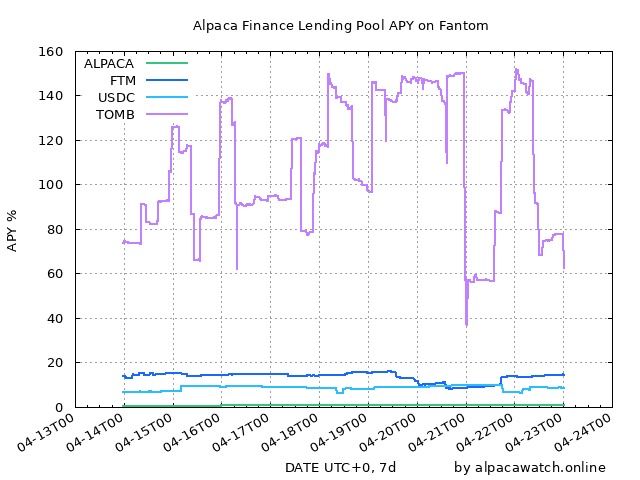 Alpaca Finance Lending Pool APY on Fantom
160
140
120
100
80
60
40
20
0
APY %
ALPACA
FTM
USDC
TOMB
04-13T00
04-14T00
04-15T00
04-16T00
04-17T00
04-18T00
04-19T00
04-20T00
04-21T00
04-22T00
04-23T00
04-24T00
DATE UTC+0, 7d
by alpacawatch.online